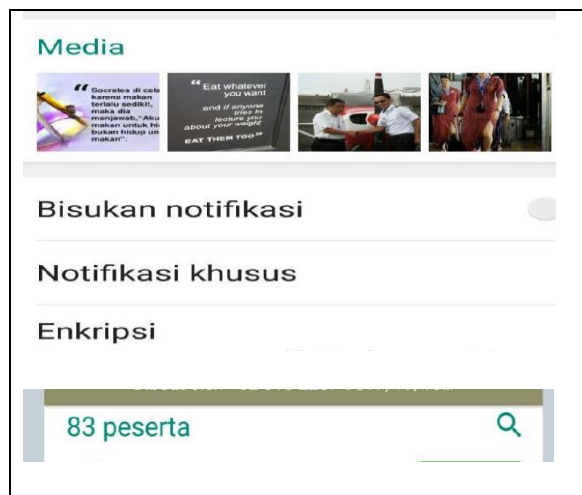 Media
“ Socrates di cela
karena makan
terlalu sedikit,
maka dia
menjawab,"Aku
makan untuk hi
bukan hidup un
makan".
“ Eat whatever
you want
and if anyone
tries to
lecture you
about your weight
EAT THEM TOO ”
Bisukan notifikasi
Notifikasi khusus
Enkripsi
83 peserta